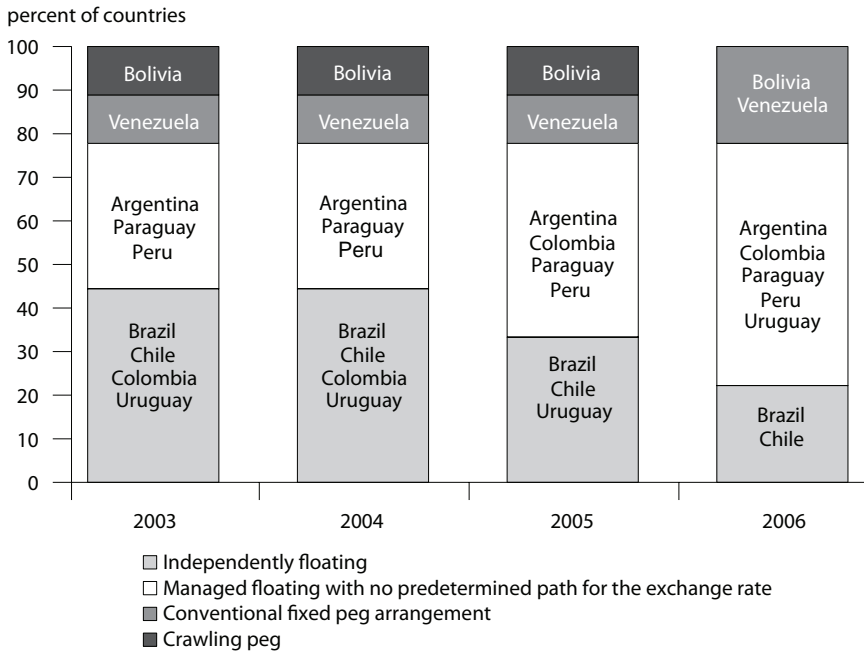 percent of countries
100
90
80
70
60
50
40
30
20
10
0
Bolivia
Venezuela
Argentina
Paraguay
Peru
Brazil
Chile
Colombia
Uruguay
Bolivia
Venezuela
Argentina
Paraguay
Peru
Brazil
Chile
Colombia
Uruguay
Bolivia
Venezuela
Argentina
Colombia
Paraguay
Peru
Brazil
Chile
Uruguay
Bolivia
Venezuela
Argentina
Colombia
Paraguay
Peru
Uruguay
Brazil
Chile
2003 2004 2005 2006
Independently floating
Managed floating with no predetermined path for the exchange rate
Conventional fixed peg arrangement
Crawling peg